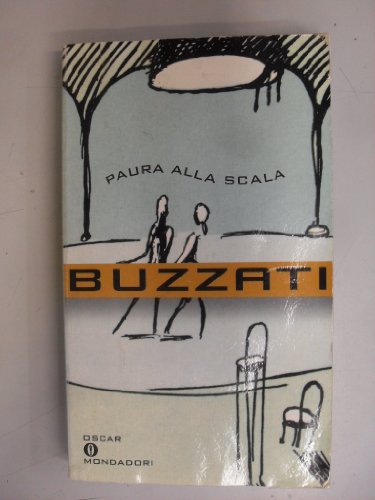 PAURA ALLA SCALA
BUZZATI
OSCAR
MONDADORI